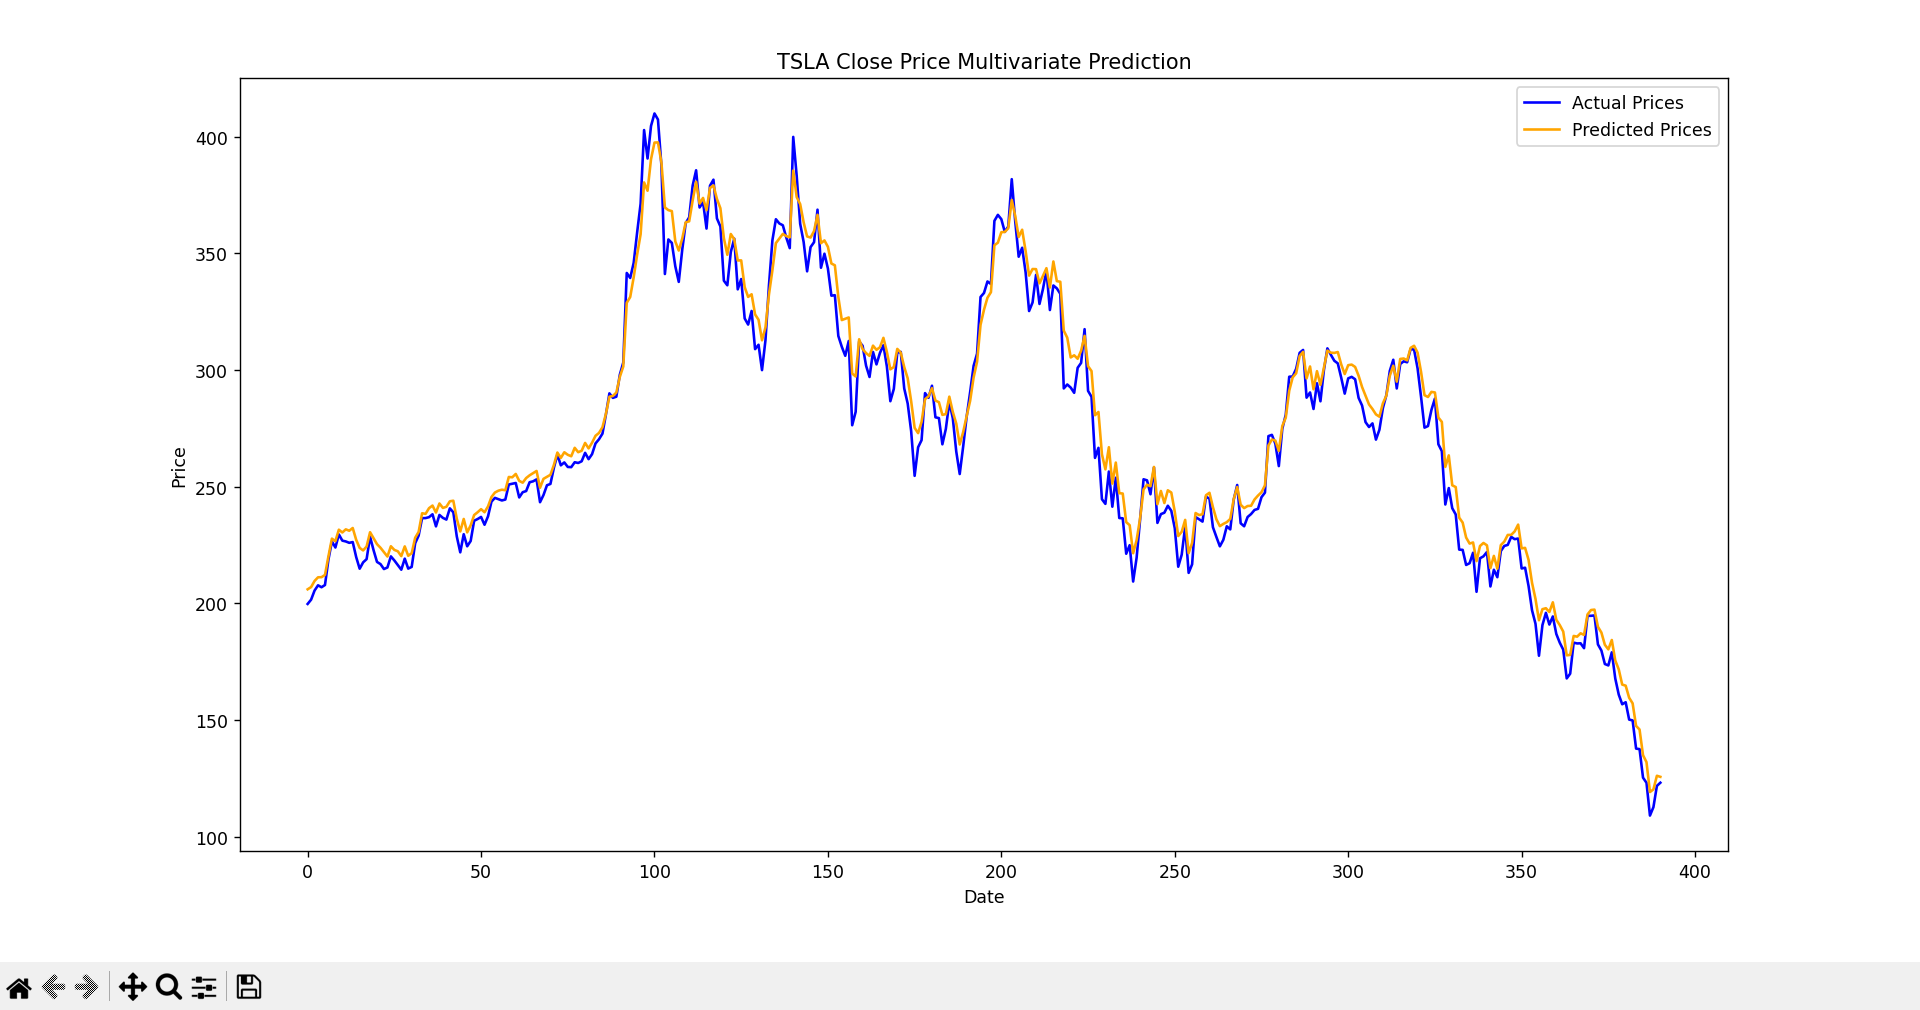 TSLA Close Price Multivariate Prediction
Actual Prices
Predicted Prices
400
350
300
250
200
150
100
Price
0 50 100 150 200 250 300 350 400
Date